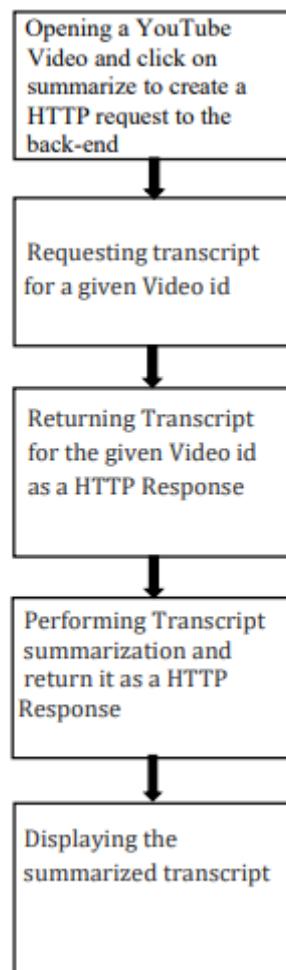 Opening a YouTube
Video and click on
summarize to create a
HTTP request to the
back-end
Requesting transcript
for a given Video id
Returning Transcript
for the given Video id
as a HTTP Response
Performing Transcript
summarization and
return it as a HTTP
Response
Displaying the
summarized transcript